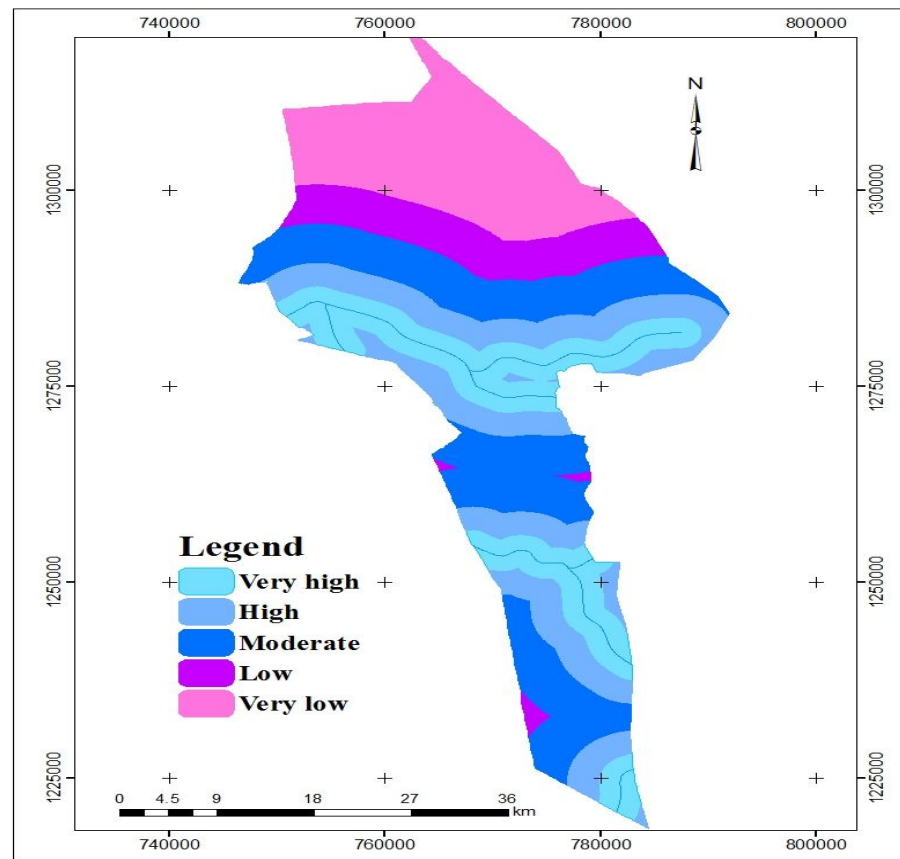 740000 760000 780000 800000
N
1300000 1300000
1275000 1275000
Legend
Very high
1250000 1250000
High
Moderate
Low
Very low
1225000 1225000
0 4.5 9 18 27 36
km
740000 760000 780000 800000